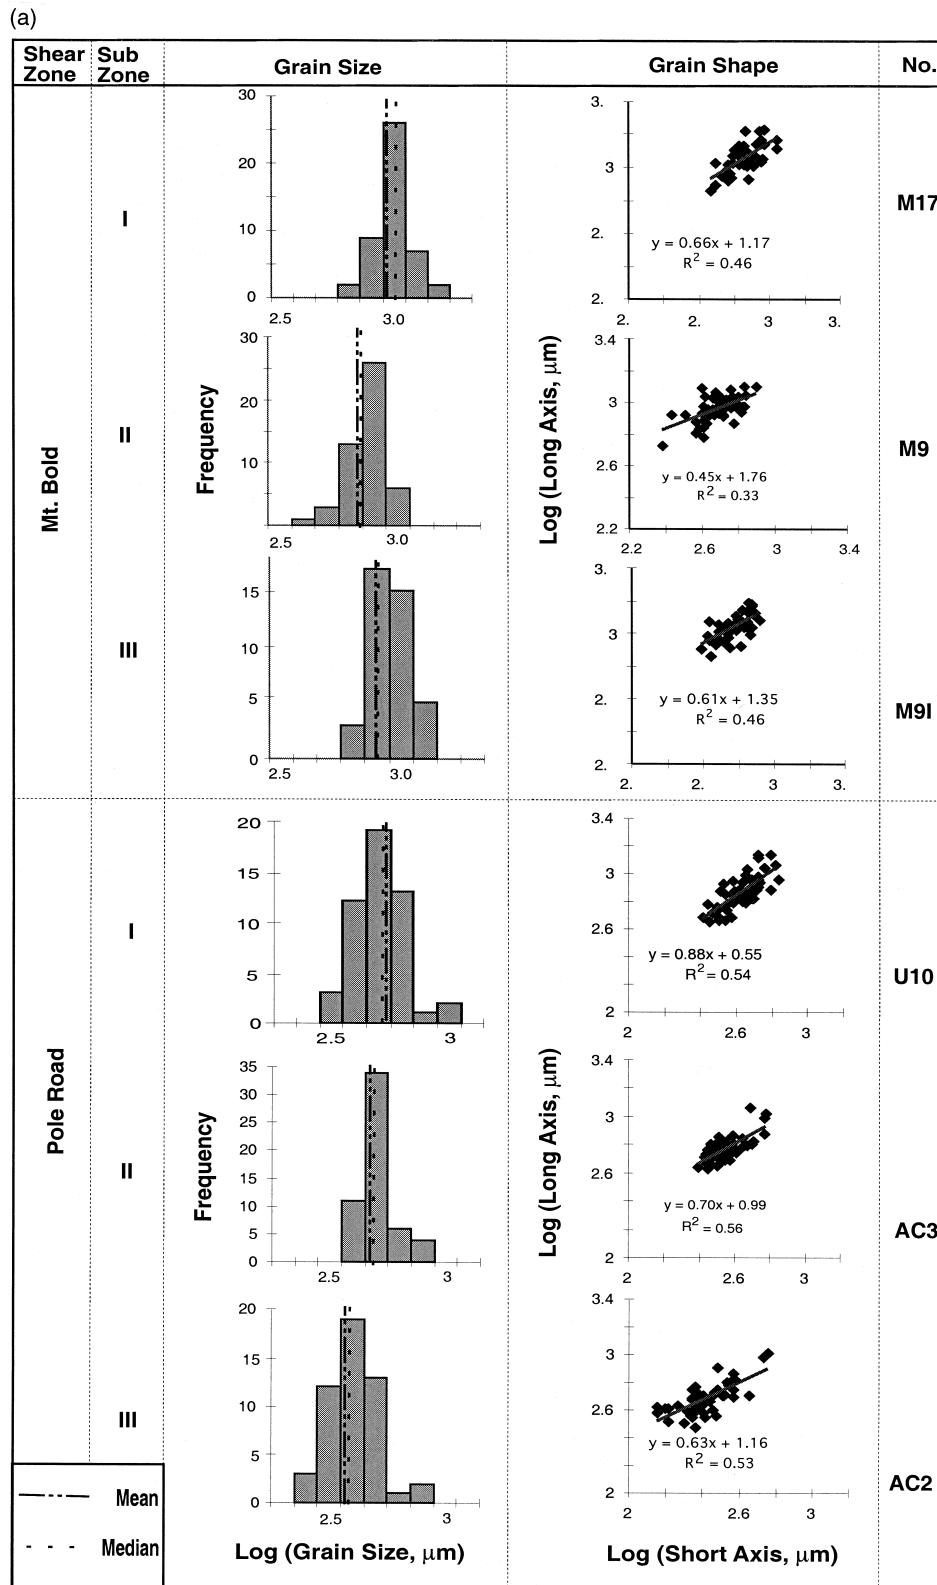 (a)
Shear Zone
Sub Zone
Grain Size
Grain Shape
No.
Mt. Bold
Frequency
Log (Long Axis, µm)
I
30
20
10
0
2.5 3.0
3.
3
2.
2.
2. 2. 3 3.
y = 0.66x + 1.17
R² = 0.46
M17
II
30
20
10
2.5 3.0
3.4
3
2.6
2.2
2.2 2.6 3 3.4
y = 0.45x + 1.76
R² = 0.33
M9
III
15
10
5
0
2.5 3.0
3.
3
2.
2.
2. 2. 3 3.
y = 0.61x + 1.35
R² = 0.46
M9I
Pole Road
Frequency
Log (Long Axis, µm)
I
20
15
10
5
0
2.5 3
3.4
3
2.6
2
2 2.6 3
y = 0.88x + 0.55
R² = 0.54
U10
II
35
30
25
20
15
10
5
0
2.5 3
3.4
3
2.6
2
2 2.6 3
y = 0.70x + 0.99
R² = 0.56
AC3
III
20
15
10
5
0
2.5 3
3.4
3
2.6
2
2 2.6 3
y = 0.63x + 1.16
R² = 0.53
AC2
Mean
Median
Log (Grain Size, µm)
Log (Short Axis, µm)